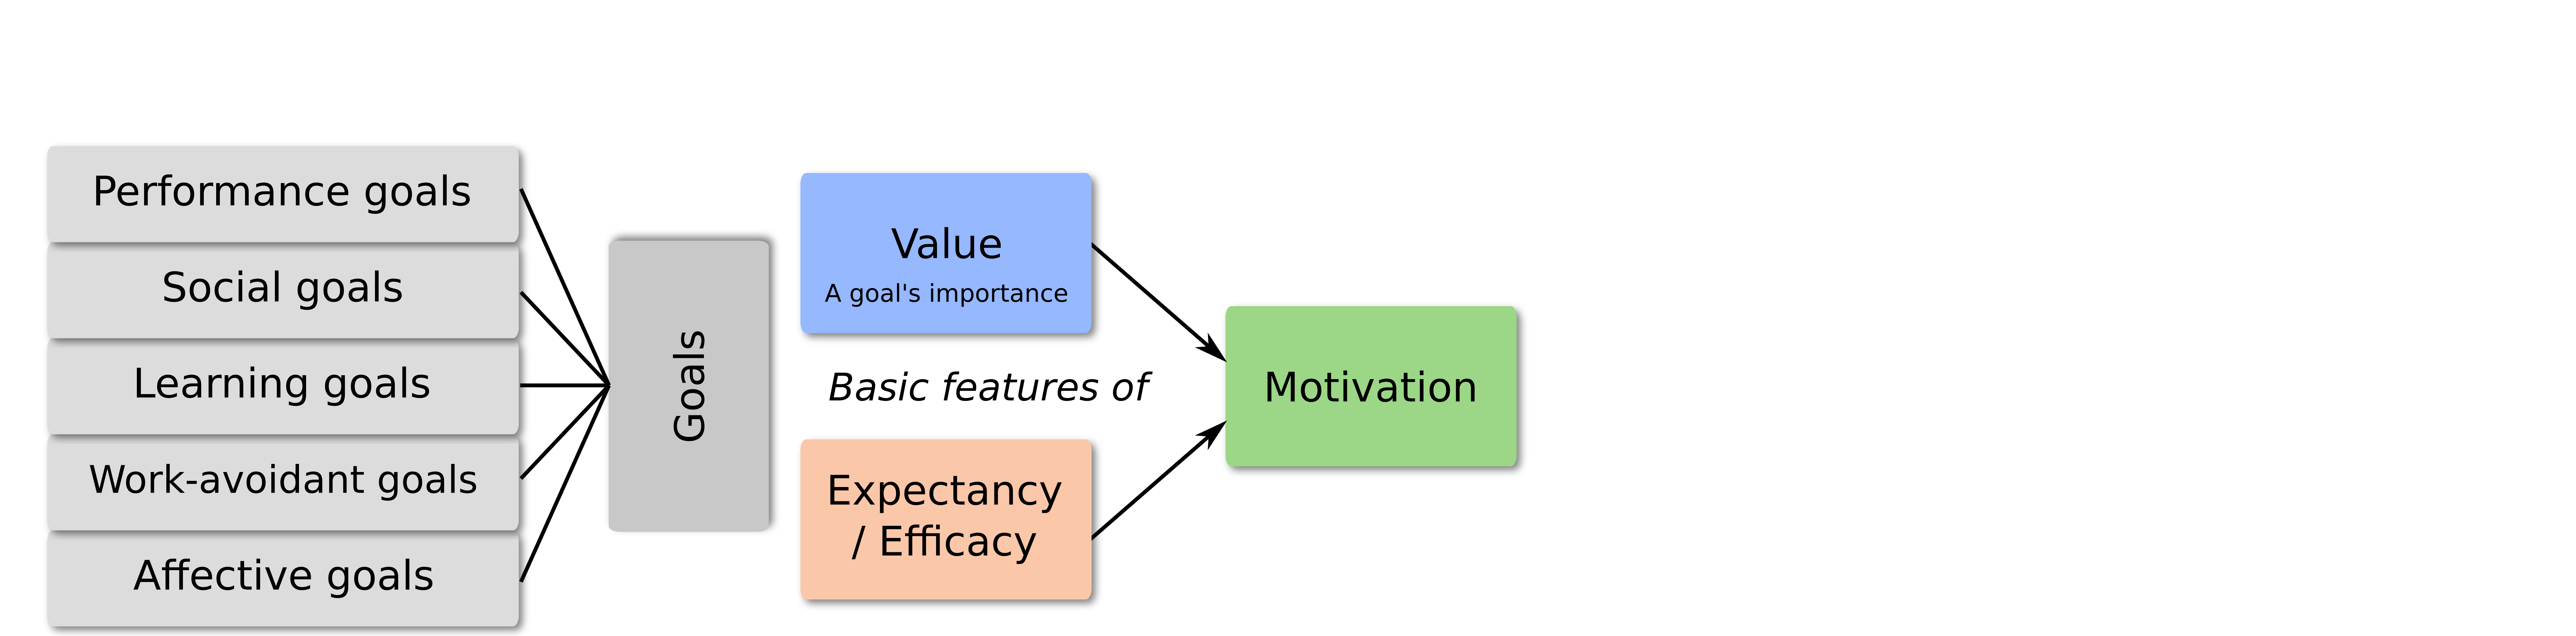 Performance goals
Social goals
Learning goals
Work-avoidant goals
Affective goals
Goals
Value
A goal's importance
Basic features of
Expectancy
/ Efficacy
Motivation